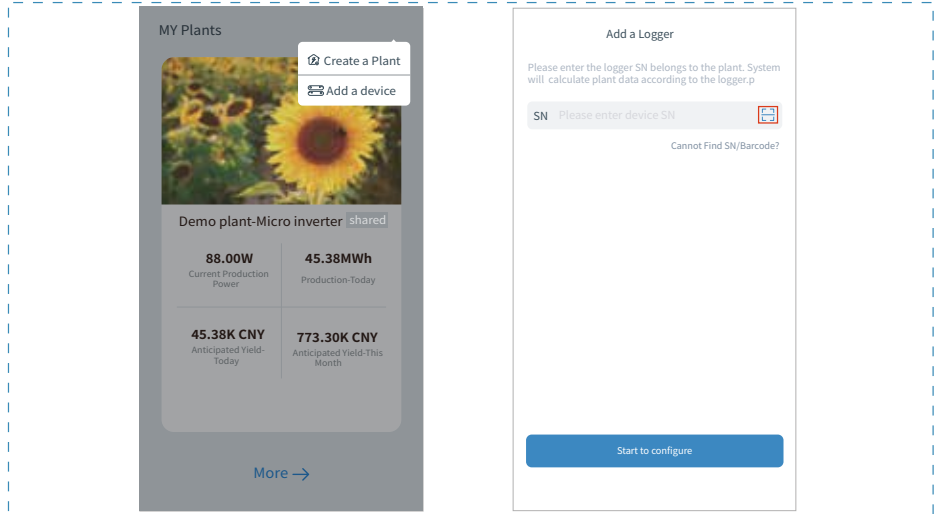 MY Plants
Create a Plant
Add a device
Demo plant-Micro inverter shared
88.00W
Current Production
Power
45.38MWh
Production-Today
45.38K CNY
Anticipated Yield-
Today
773.30K CNY
Anticipated Yield-This
Month
More
Add a Logger
Please enter the logger SN belongs to the plant. System
will calculate plant data according to the logger.p
SN Please enter device SN
Cannot Find SN/Barcode?
Start to configure